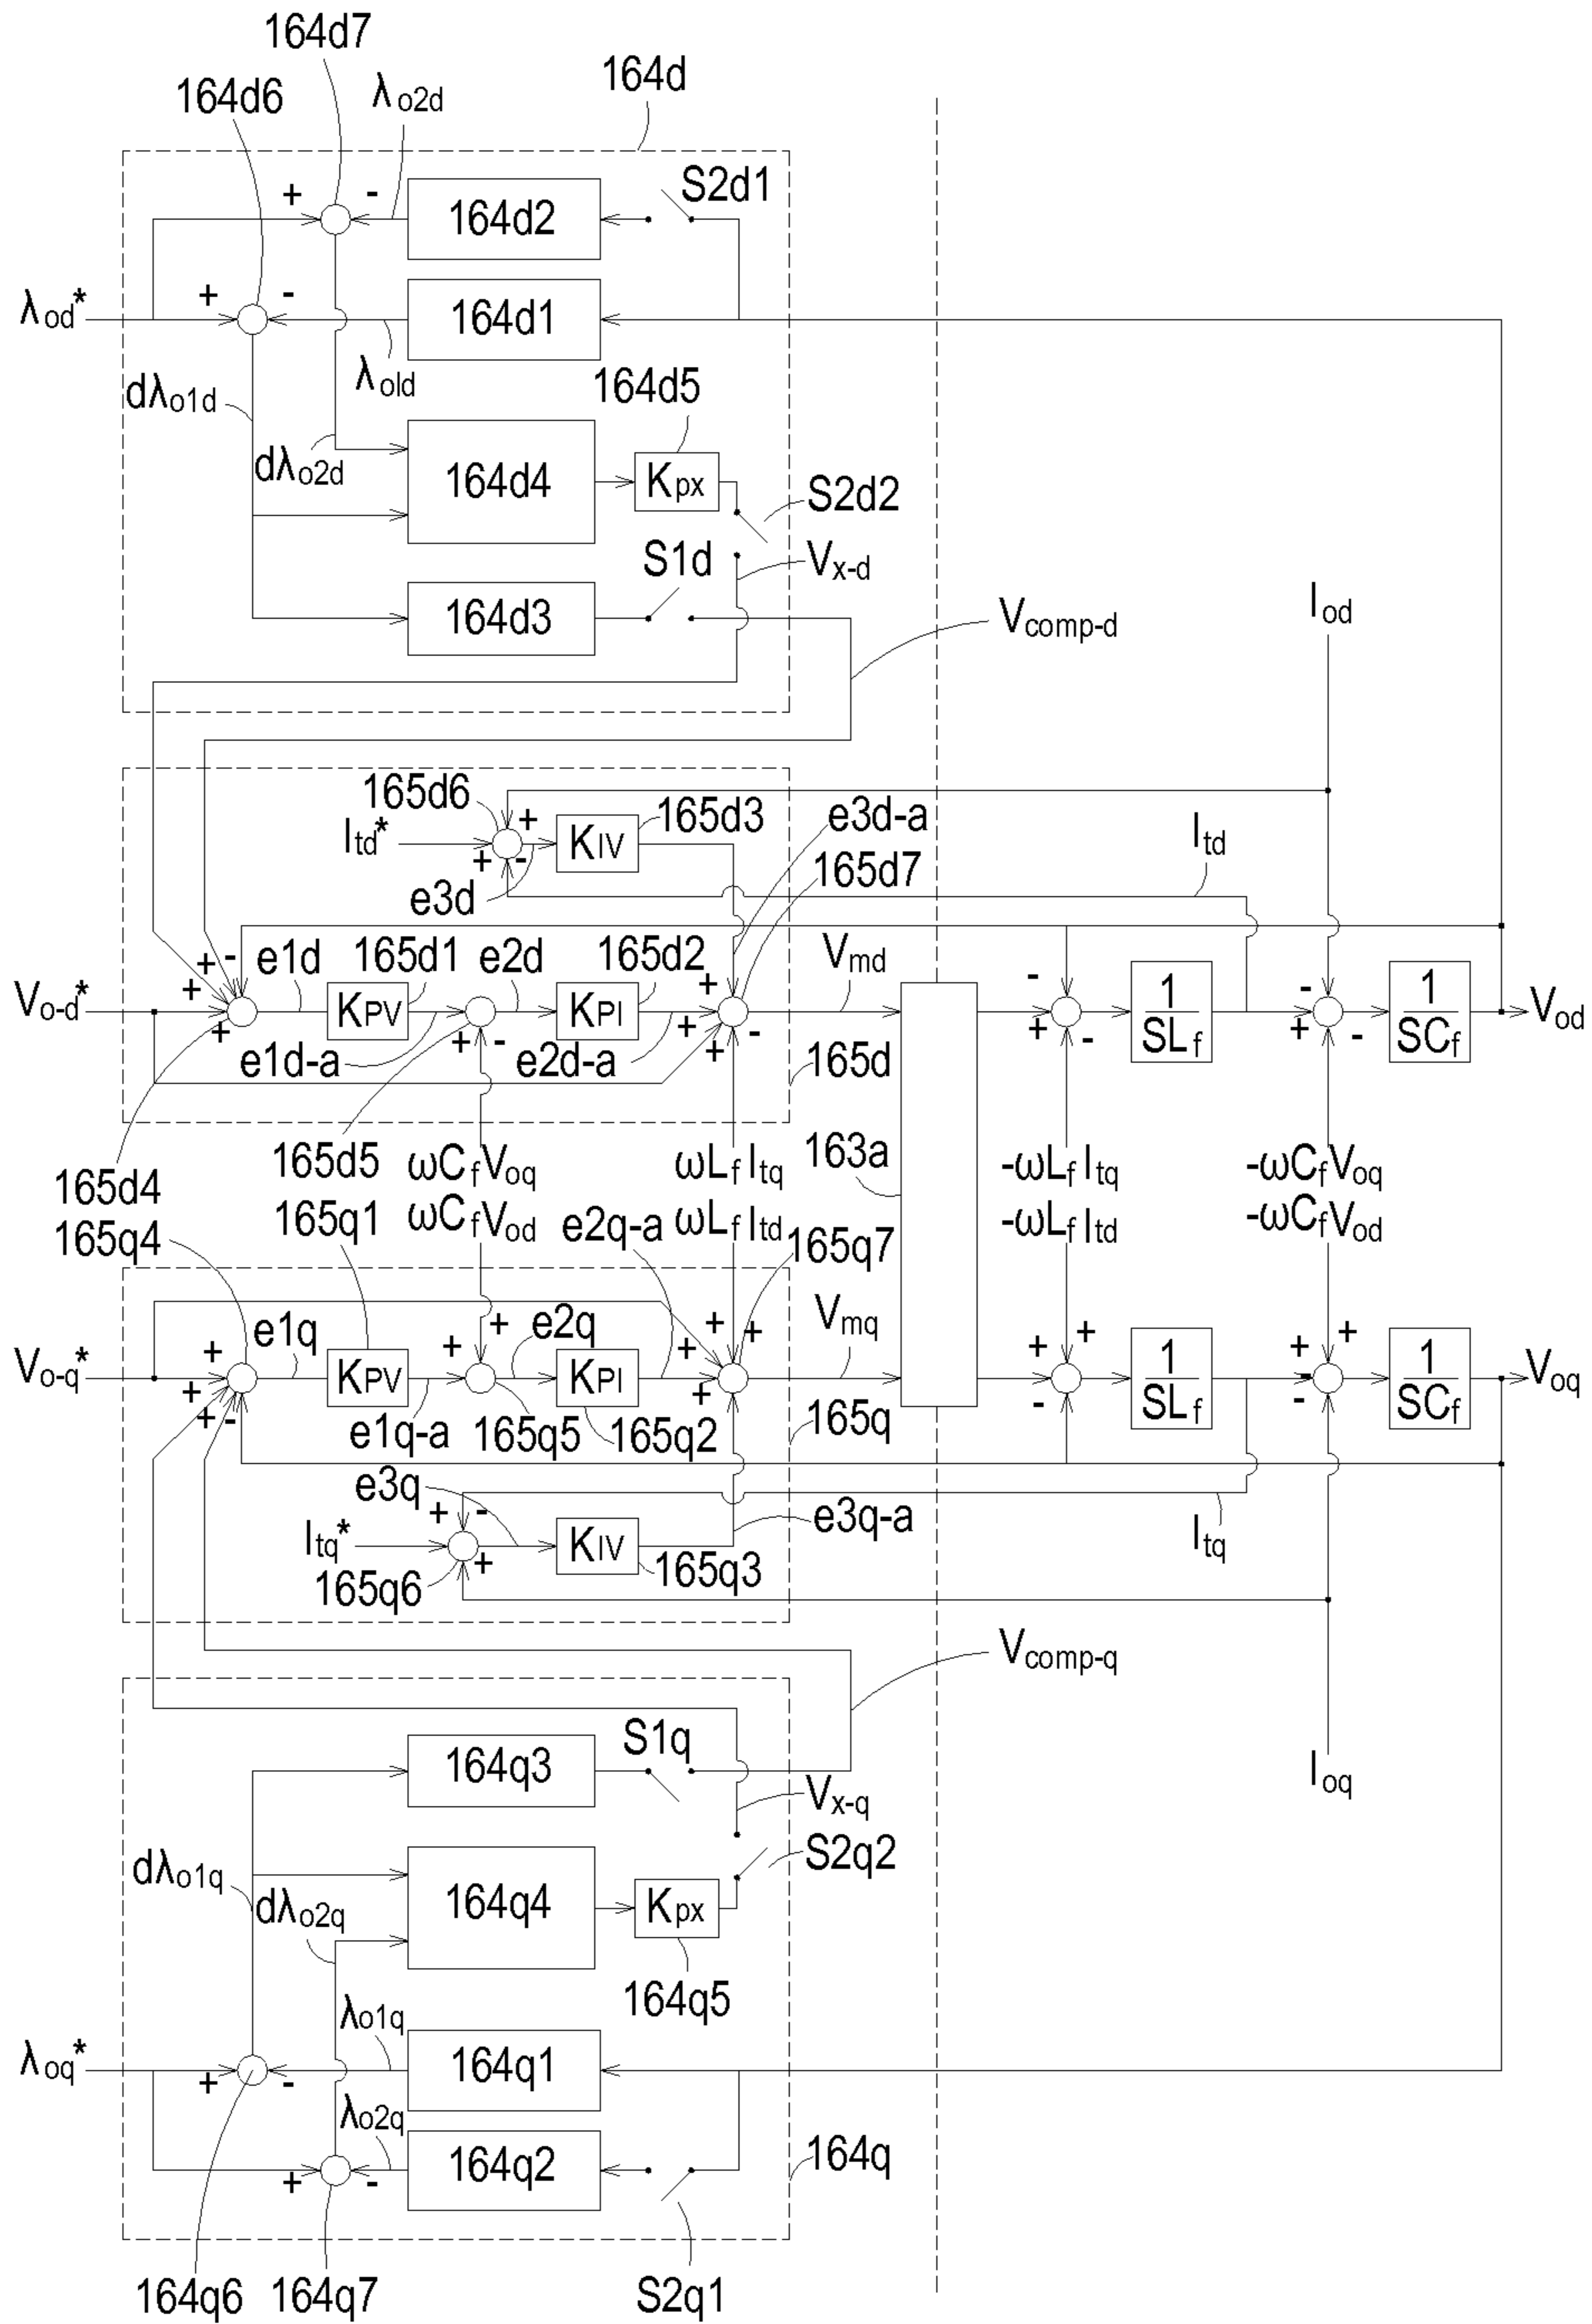 164d7
164d
164d6
λo2d
S2d1
+
-
164d2
λod*
+
-
164d1
λold
dλo1d
164d5
dλo2d
164d4
Kpx
S2d2
S1d
Vx-d
164d3
Vcomp-d
Iod
165d6
+
165d3
e3d-a
Itd
Itd*
KIV
+
-
165d7
e3d
+
-
e1d
165d1
e2d
165d2
Vmd
+
+
-
-
Vo-d*
KPV
KPI
1
SLf
1
SCf
Vod
+
+
-
+
+
-
+
-
+
-
e1d-a
e2d-a
165d
165d4
165d5
ωCfVoq
ωLfItq
163a
-ωLfItq
-ωCfVoq
165q4
165q1
ωCfVod
e2q-a
ωLfItd
165q7
-ωLfItd
-ωCfVod
e1q
+
e2q
+
+
Vmq
+
+
+
+
+
+
+
Vo-q*
KPV
KPI
1
SLf
1
SCf
Voq
+
+
-
+
-
-
e1q-a
165q5
165q2
165q
e3q
+
-
e3q-a
Itq*
KIV
Itq
+
165q6
165q3
Vcomp-q
S1q
164q3
Ioq
Vx-q
dλo1q
S2q2
dλo2q
164q4
Kpx
164q5
λo1q
λoq*
164q1
+
-
λo2q
164q2
164q
+
-
164q6
164q7
S2q1